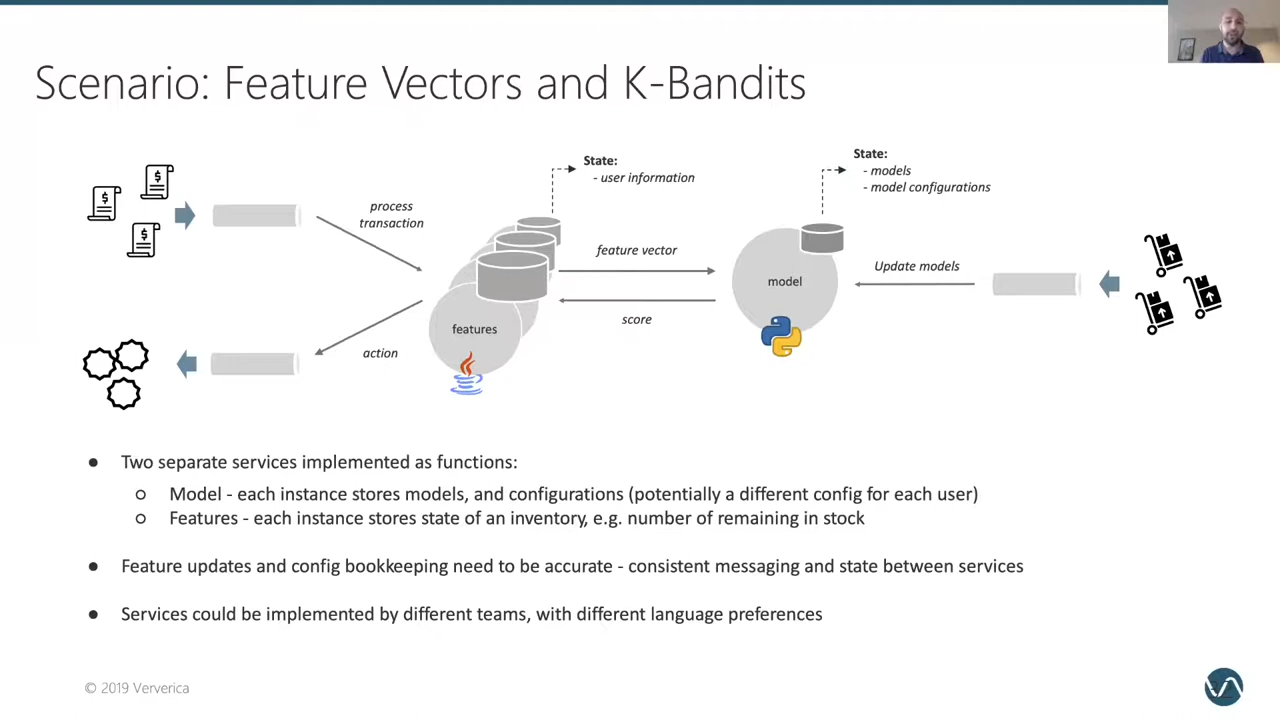 Scenario: Feature Vectors and K-Bandits
State:
- user information
State:
- models
- model configurations
process
transaction
feature vector
Update models
model
score
features
action
● Two separate services implemented as functions:
○ Model - each instance stores models, and configurations (potentially a different config for each user)
○ Features - each instance stores state of an inventory, e.g. number of remaining in stock
● Feature updates and config bookkeeping need to be accurate - consistent messaging and state between services
● Services could be implemented by different teams, with different language preferences
© 2019 Ververica